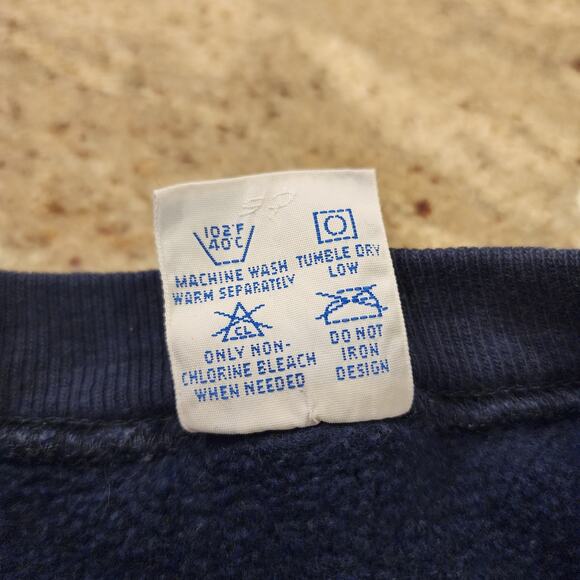 102°F
40°C
MACHINE WASH
WARM SEPARATELY
TUMBLE DRY
LOW
CL
ONLY NON-
CHLORINE BLEACH
WHEN NEEDED
DO NOT
IRON
DESIGN